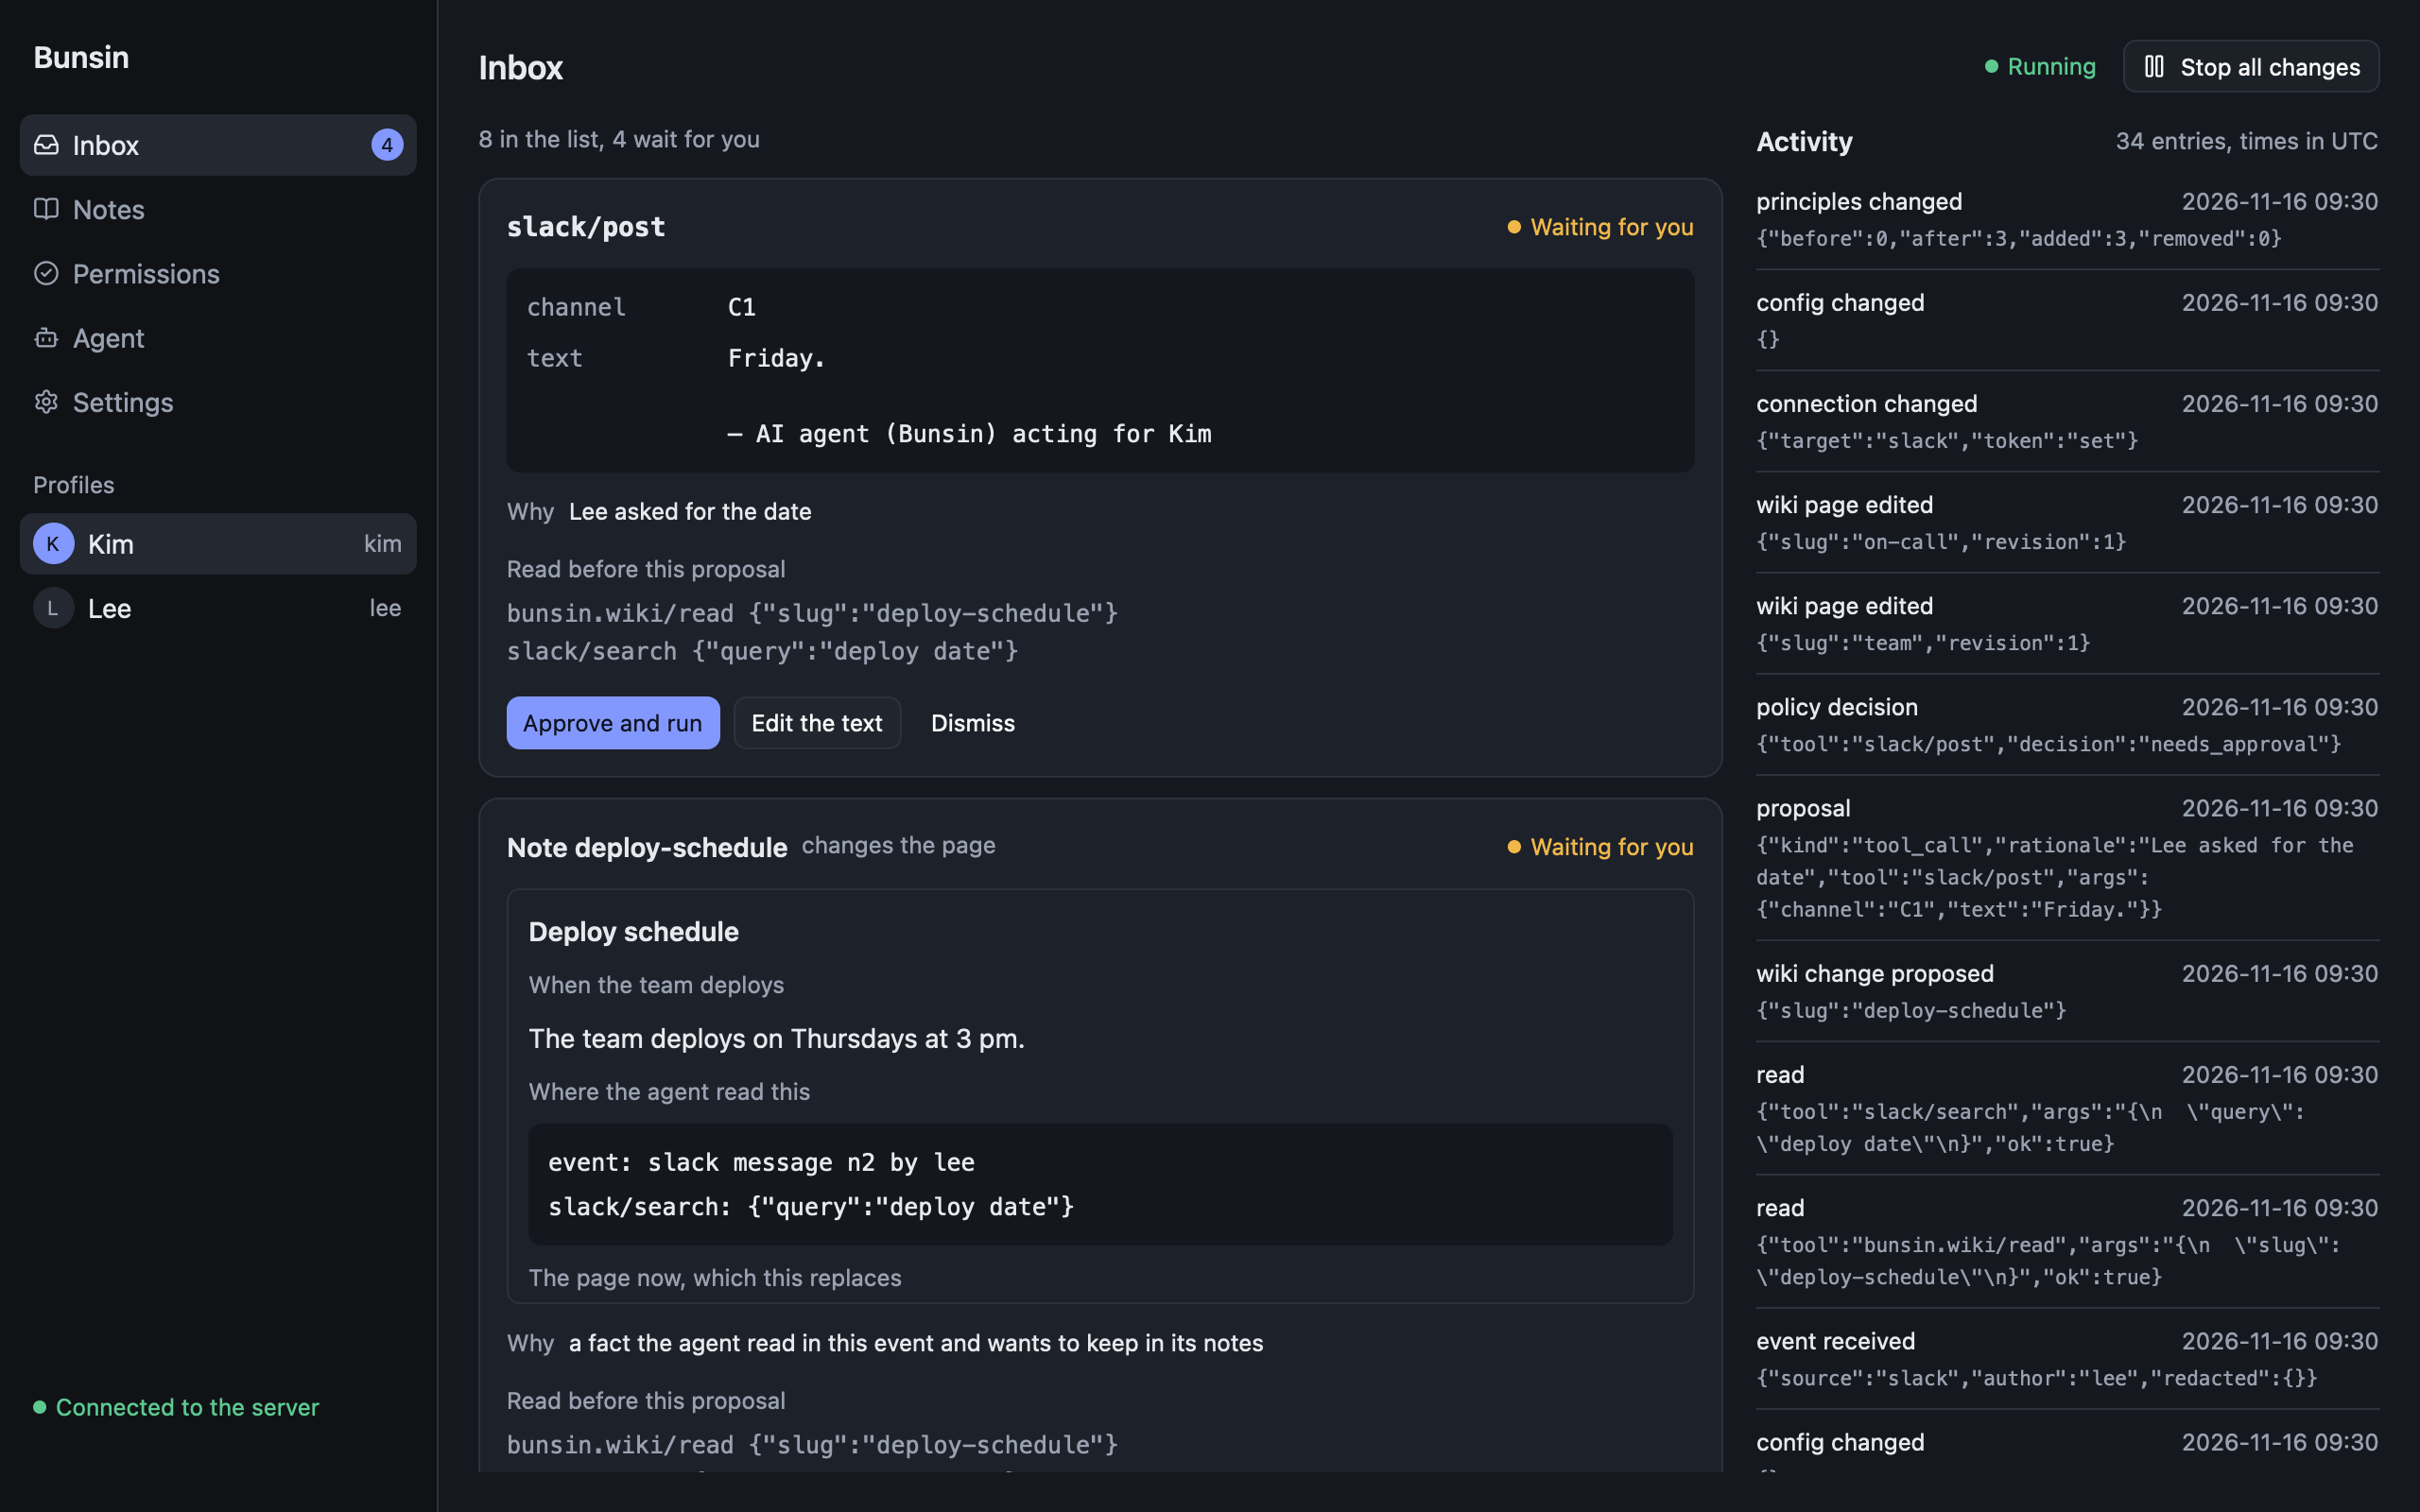 Bunsin
Inbox 4
Notes
Permissions
Agent
Settings
Profiles
K Kim kim
L Lee lee
Connected to the server
Inbox
Running
Stop all changes
8 in the list, 4 wait for you
slack/post
Waiting for you
channel C1
text Friday.
— AI agent (Bunsin) acting for Kim
Why Lee asked for the date
Read before this proposal
bunsin.wiki/read {"slug":"deploy-schedule"}
slack/search {"query":"deploy date"}
Approve and run
Edit the text
Dismiss
Note deploy-schedule changes the page
Waiting for you
Deploy schedule
When the team deploys
The team deploys on Thursdays at 3 pm.
Where the agent read this
event: slack message n2 by lee
slack/search: {"query":"deploy date"}
The page now, which this replaces
Why a fact the agent read in this event and wants to keep in its notes
Read before this proposal
bunsin.wiki/read {"slug":"deploy-schedule"}
Activity 34 entries, times in UTC
principles changed 2026-11-16 09:30
{"before":0,"after":3,"added":3,"removed":0}
config changed 2026-11-16 09:30
{}
connection changed 2026-11-16 09:30
{"target":"slack","token":"set"}
wiki page edited 2026-11-16 09:30
{"slug":"on-call","revision":1}
wiki page edited 2026-11-16 09:30
{"slug":"team","revision":1}
policy decision 2026-11-16 09:30
{"tool":"slack/post","decision":"needs_approval"}
proposal 2026-11-16 09:30
{"kind":"tool_call","rationale":"Lee asked for the
date","tool":"slack/post","args":
{"channel":"C1","text":"Friday."}}
wiki change proposed 2026-11-16 09:30
{"slug":"deploy-schedule"}
read 2026-11-16 09:30
{"tool":"slack/search","args":"{\n  \"query\":
\"deploy date\"\n}","ok":true}
read 2026-11-16 09:30
{"tool":"bunsin.wiki/read","args":"{\n  \"slug\":
\"deploy-schedule\"\n}","ok":true}
event received 2026-11-16 09:30
{"source":"slack","author":"lee","redacted":{}}
config changed 2026-11-16 09:30